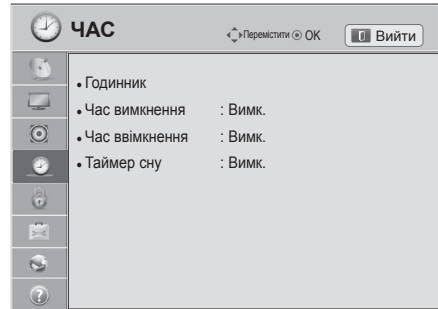 ЧАС
Перемістити OK
Вийти
• Годинник
• Час вимкнення : Вимк.
• Час ввімкнення : Вимк.
• Таймер сну : Вимк.
?